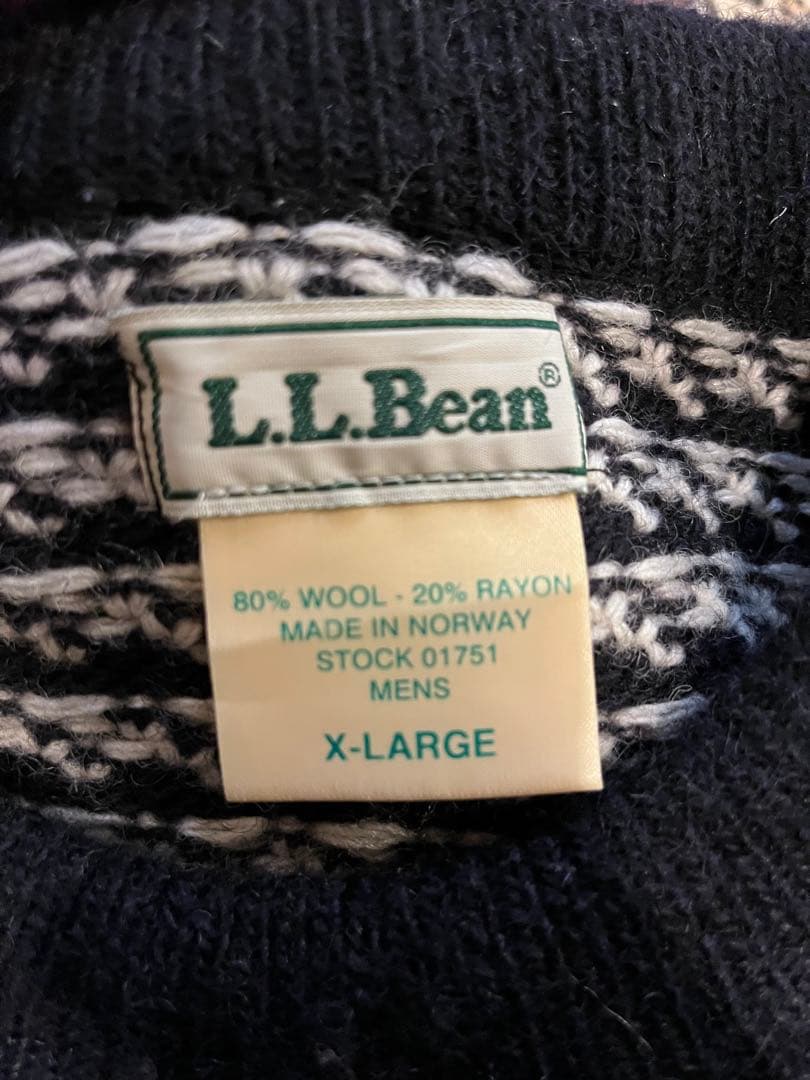 L.L.Bean®
80% WOOL - 20% RAYON
MADE IN NORWAY
STOCK 01751
MENS
X-LARGE